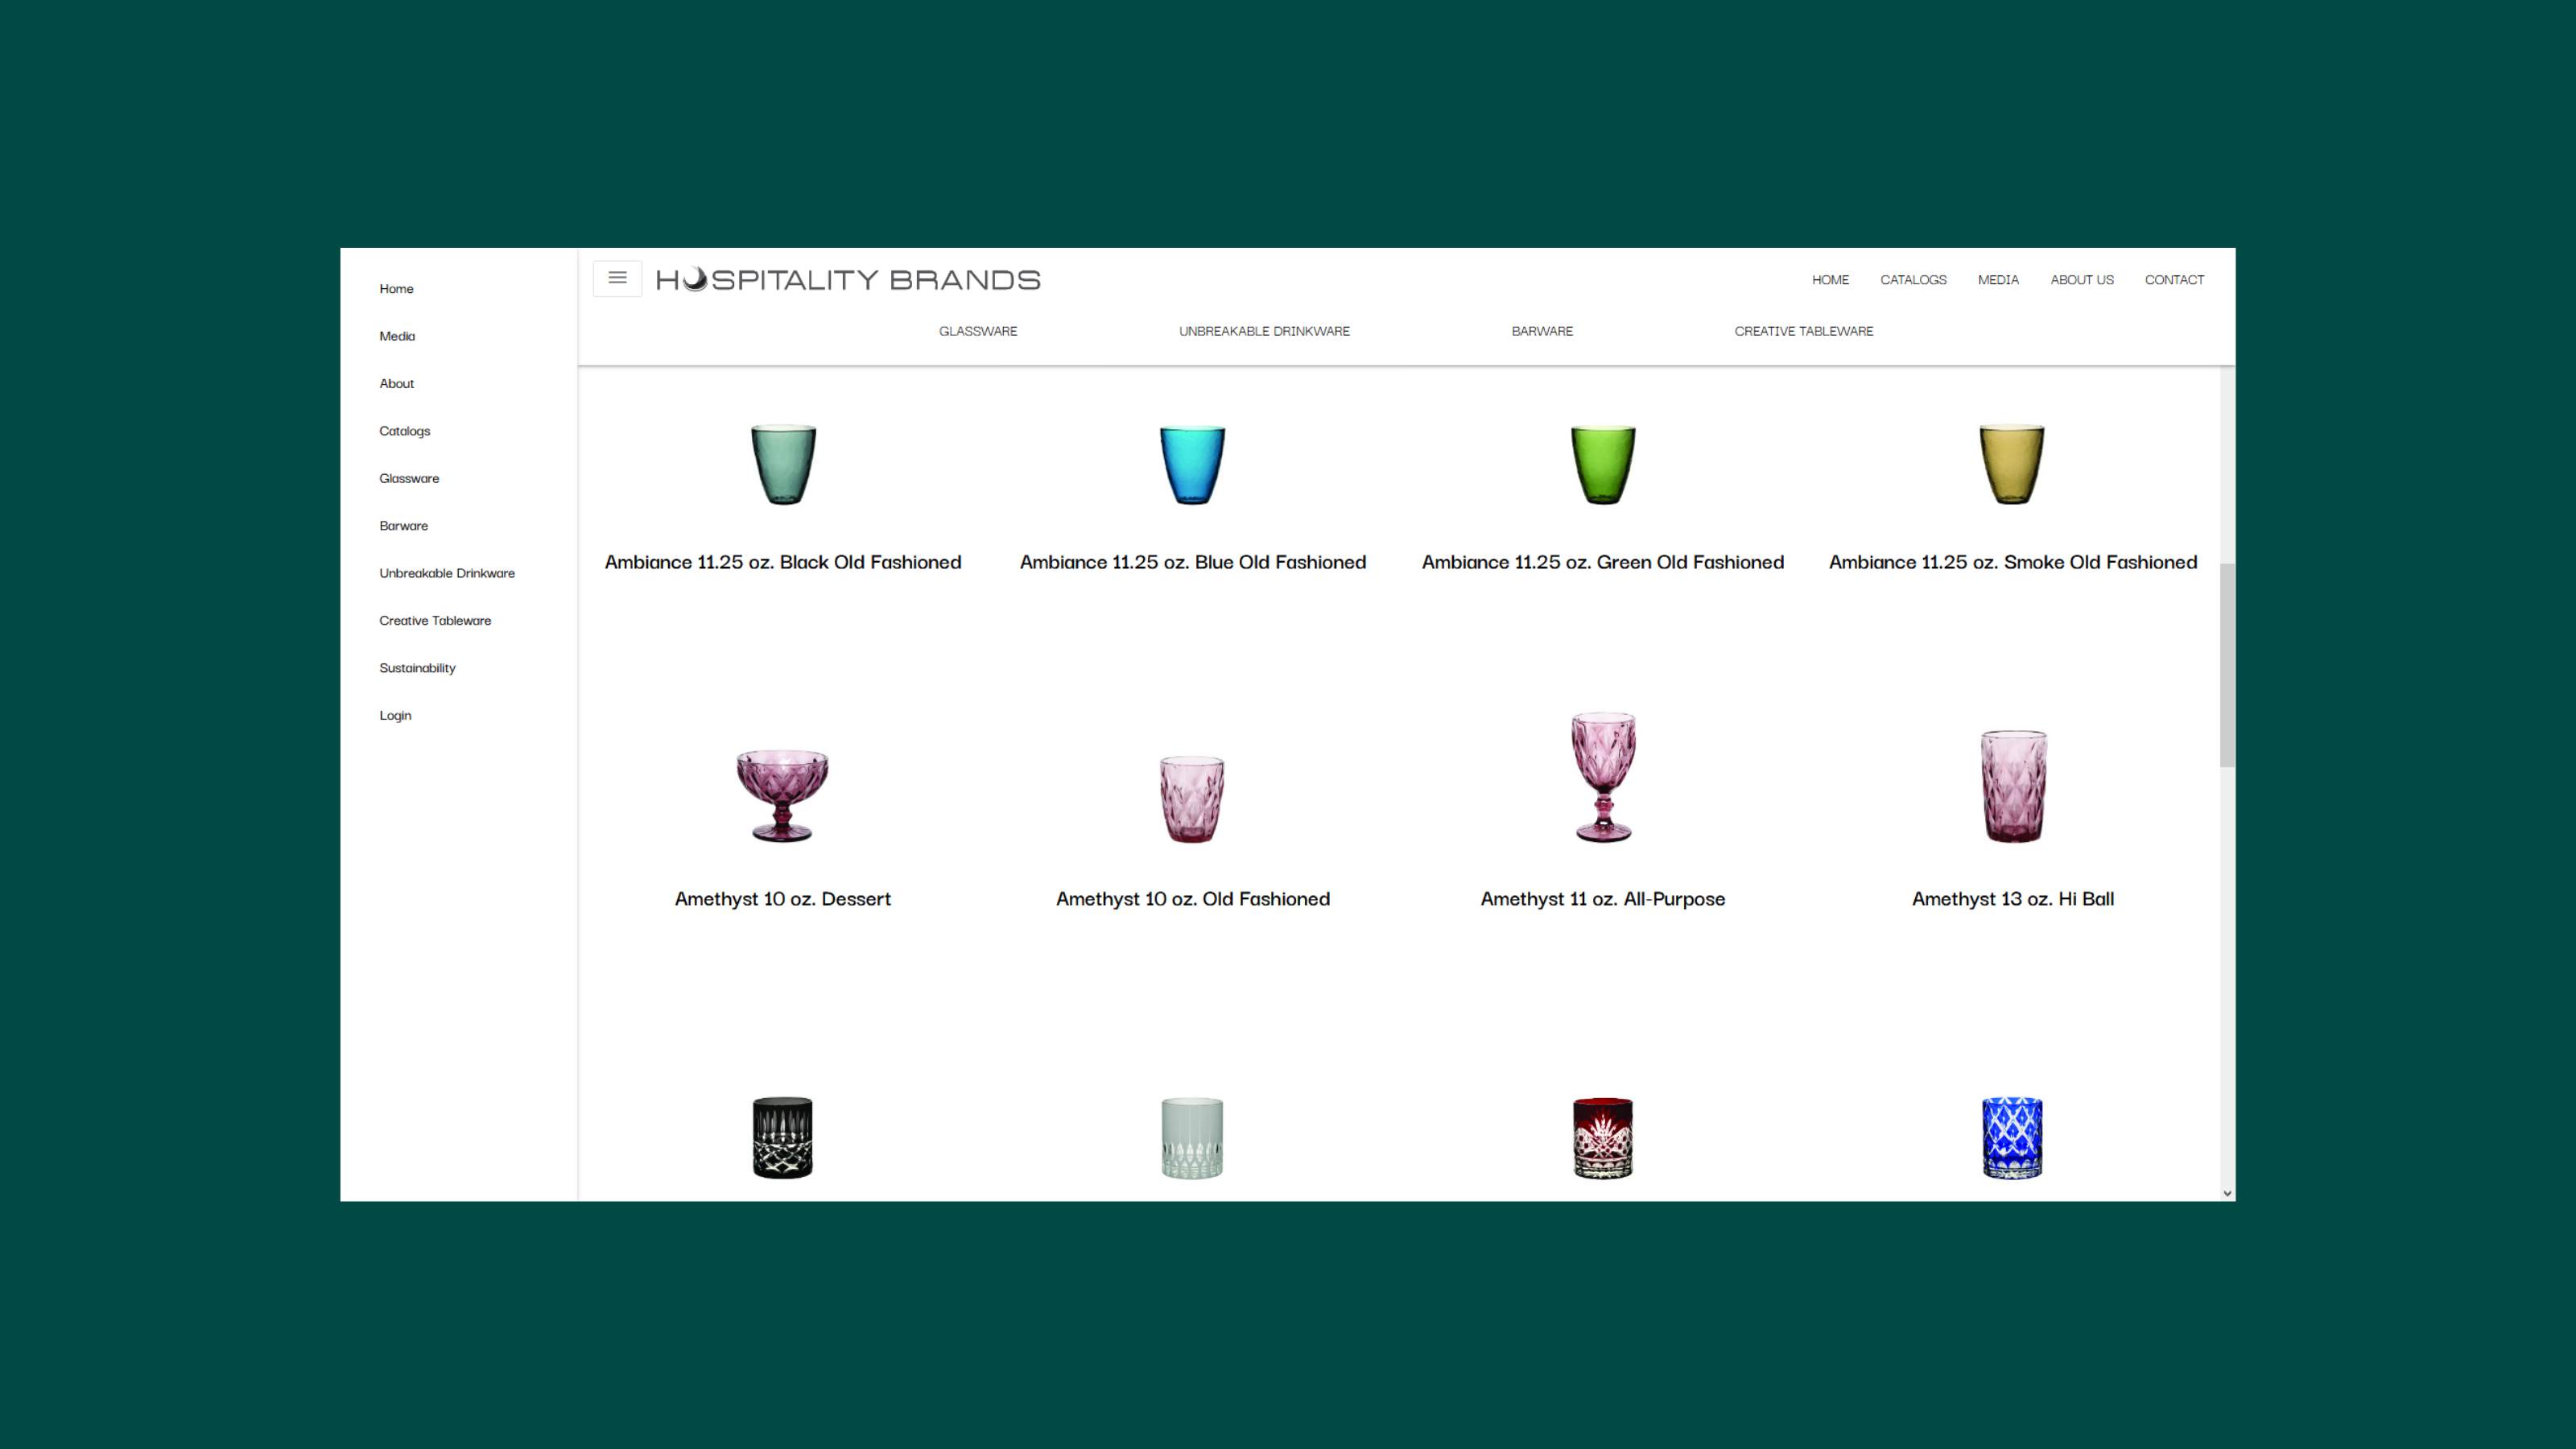 Home
Media
About
Catalogs
Glassware
Barware
Unbreakable Drinkware
Creative Tableware
Sustainability
Login
HOSPITALITY BRANDS
HOME CATALOGS MEDIA ABOUT US CONTACT
GLASSWARE UNBREAKABLE DRINKWARE BARWARE CREATIVE TABLEWARE
Ambiance 11.25 oz. Black Old Fashioned
Ambiance 11.25 oz. Blue Old Fashioned
Ambiance 11.25 oz. Green Old Fashioned
Ambiance 11.25 oz. Smoke Old Fashioned
Amethyst 10 oz. Dessert
Amethyst 10 oz. Old Fashioned
Amethyst 11 oz. All-Purpose
Amethyst 13 oz. Hi Ball